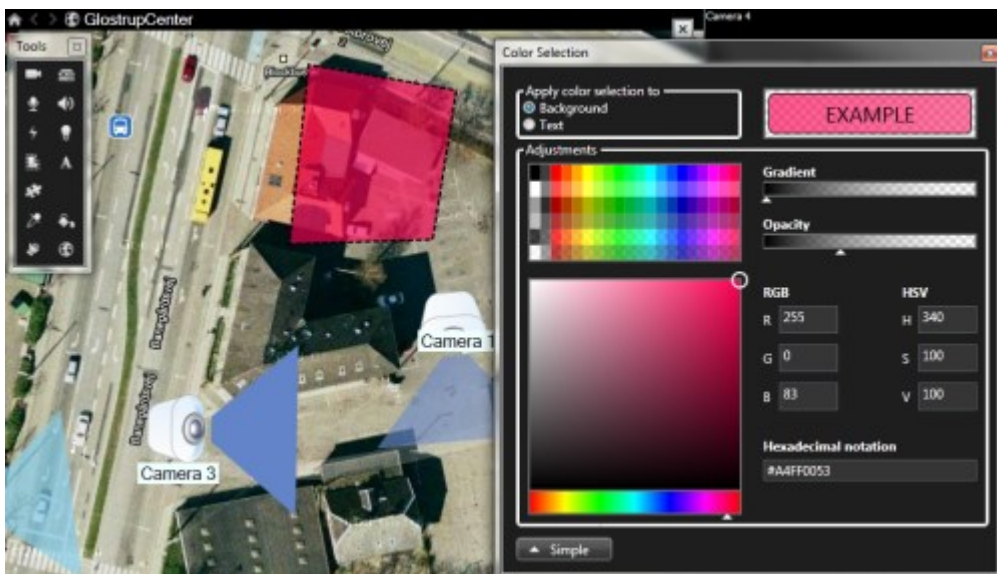 GlostrupCenter
Camera 4
Tools
Color Selection
Apply color selection to
Background
Text
EXAMPLE
Adjustments
Gradient
Opacity
RGB
HSV
R 255
H 340
G 0
S 100
B 83
V 100
Hexadecimal notation
#A4FF0053
Camera 1
Camera 3
Simple
A